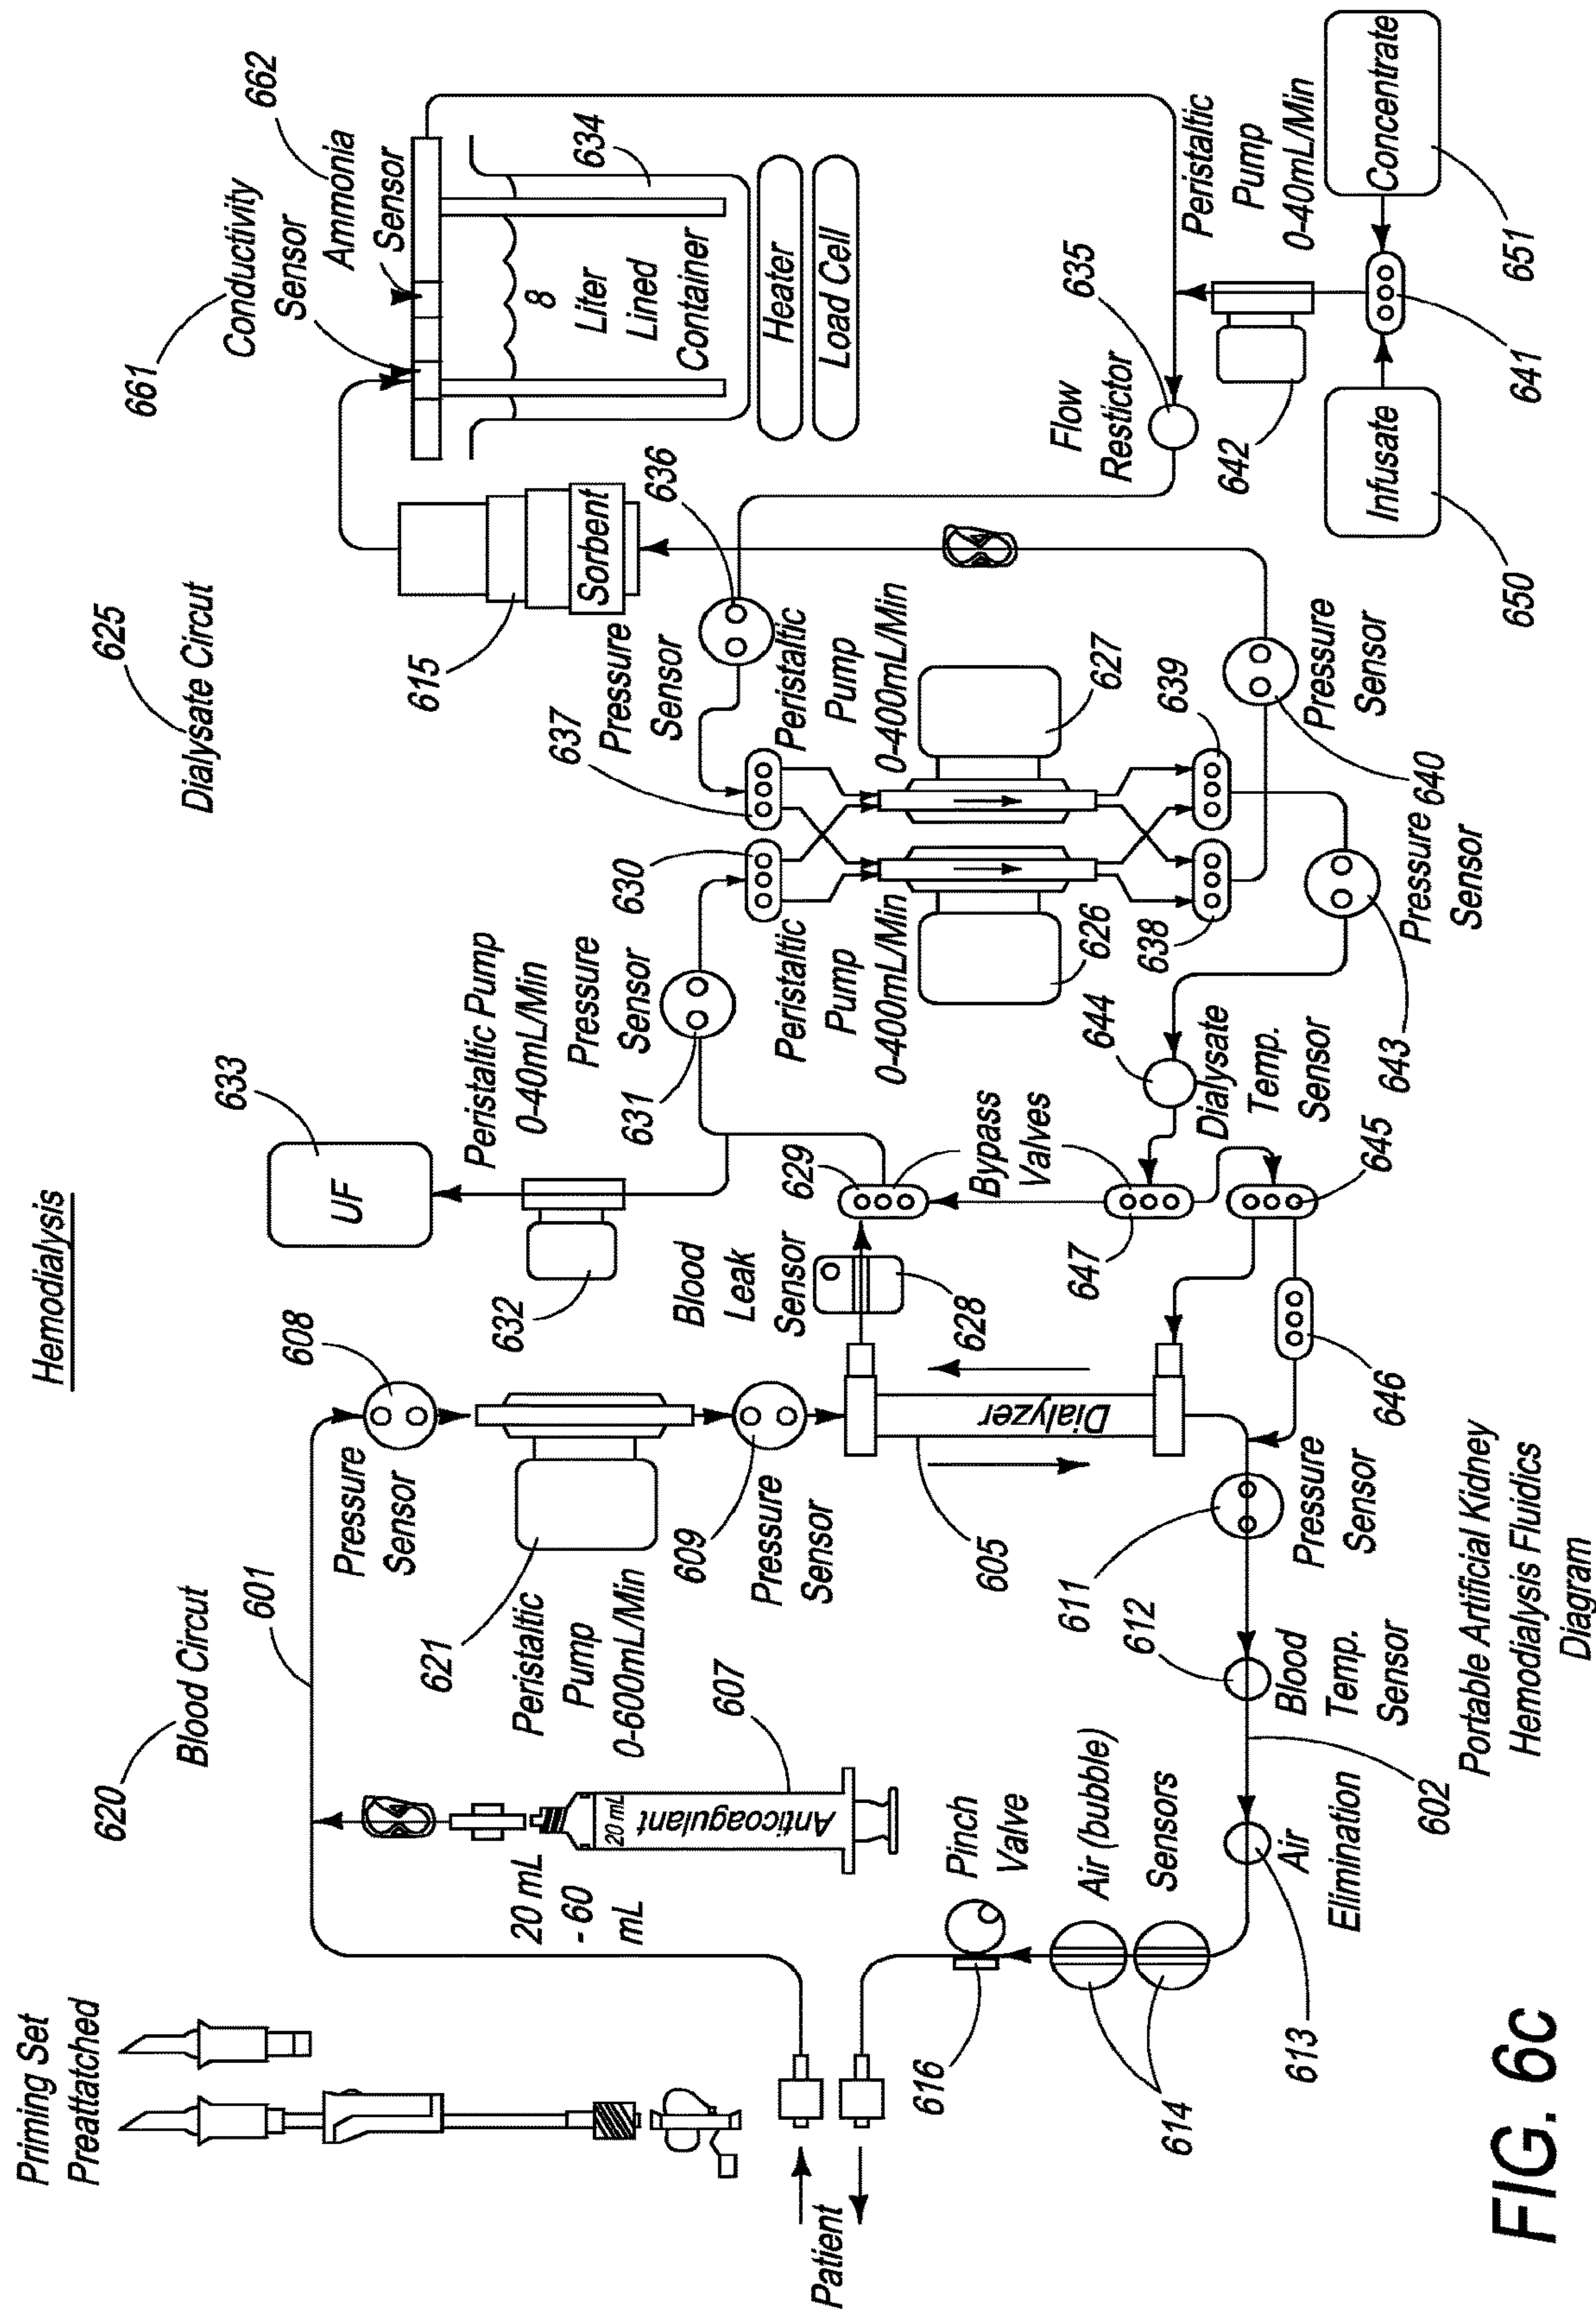 Hemodialysis
Priming Set
Preattatched
620
Blood Circut
601
608
Pressure
Sensor
621
Peristaltic
Pump
0-600mL/Min
609
Pressure
Sensor
607
20 mL
Anticoagulant
20 mL
- 60
mL
Patient
616
Pinch
Valve
614
Air (bubble)
Sensors
613
Air
Elimination
602
612
Blood
Temp.
Sensor
611
Pressure
Sensor
605
Dialyzer
646
645
647
Bypass
Valves
629
Blood
Leak
Sensor
628
633
UF
632
Peristaltic Pump
0-40mL/Min
631
Pressure
Sensor
625
Dialysate Circut
630
637
Peristaltic
Pump
0-400mL/Min
626
Peristaltic
Pump
0-400mL/Min
627
638
639
640
Pressure
Sensor
643
Pressure
Sensor
644
Dialysate
Temp.
Sensor
636
Pressure
Sensor
615
Sorbent
661
Conductivity
Sensor
662
Ammonia
Sensor
634
8
Liter
Lined
Container
Heater
Load Cell
635
Flow
Restictor
642
Peristaltic
Pump
0-40mL/Min
641
Infusate
650
Concentrate
651
Portable Artificial Kidney
Hemodialysis Fluidics
Diagram
FIG. 6c